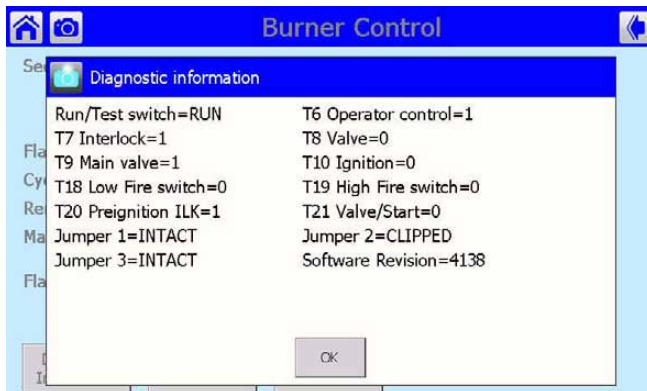 Burner Control
Diagnostic information
Run/Test switch=RUN T6 Operator control=1
T7 Interlock=1 T8 Valve=0
T9 Main valve=1 T10 Ignition=0
T18 Low Fire switch=0 T19 High Fire switch=0
T20 Preignition ILK=1 T21 Valve/Start=0
Jumper 1=INTACT Jumper 2=CLIPPED
Jumper 3=INTACT Software Revision=4138
OK